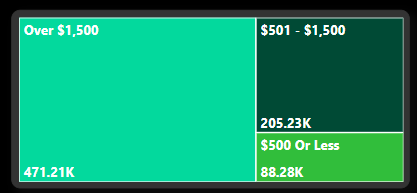 Over $1,500
471.21K
$501 - $1,500
205.23K
$500 Or Less
88.28K